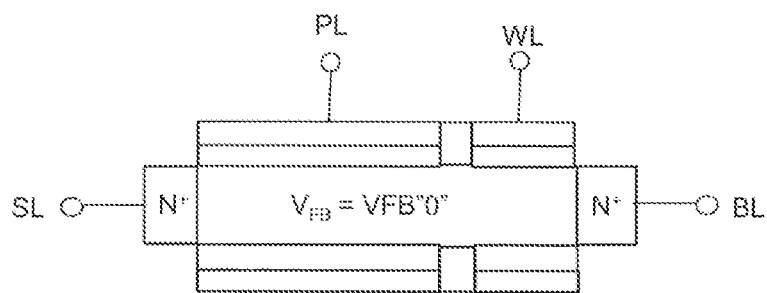 PL
WL
SL
N⁺
V_FB = VFB"0"
N⁺
BL